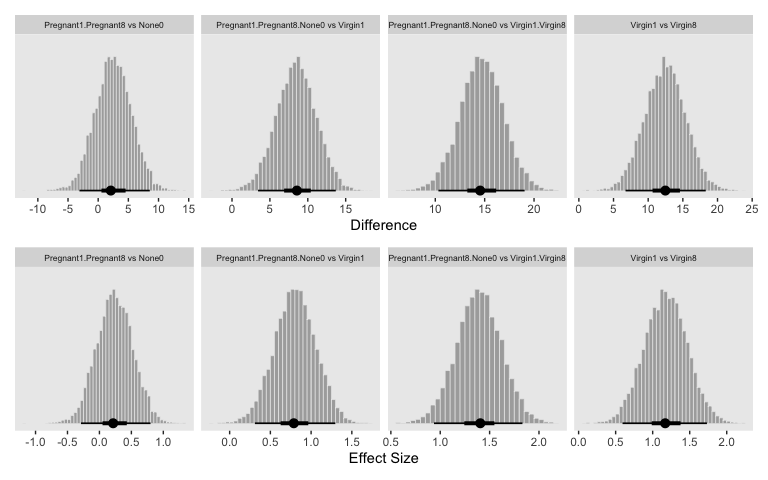 Pregnant1.Pregnant8 vs None0 Pregnant1.Pregnant8.None0 vs Virgin1 Pregnant1.Pregnant8.None0 vs Virgin1.Virgin8 Virgin1 vs Virgin8
-10 -5 0 5 10 15 0 5 10 15 10 15 20 0 5 10 15 20 25
Difference
Pregnant1.Pregnant8 vs None0 Pregnant1.Pregnant8.None0 vs Virgin1 Pregnant1.Pregnant8.None0 vs Virgin1.Virgin8 Virgin1 vs Virgin8
-1.0 -0.5 0.0 0.5 1.0 0.0 0.5 1.0 1.5 0.5 1.0 1.5 2.0 0.0 0.5 1.0 1.5 2.0
Effect Size